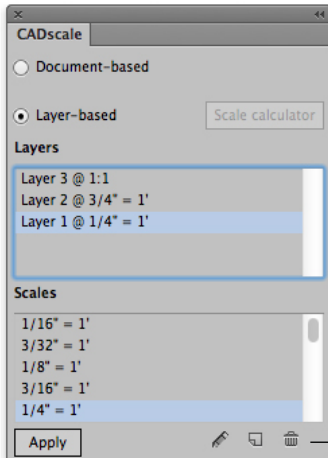 CADscale
Document-based
Layer-based
Scale calculator
Layers
Layer 3 @ 1:1
Layer 2 @ 3/4" = 1'
Layer 1 @ 1/4" = 1'
Scales
1/16" = 1'
3/32" = 1'
1/8" = 1'
3/16" = 1'
1/4" = 1'
Apply